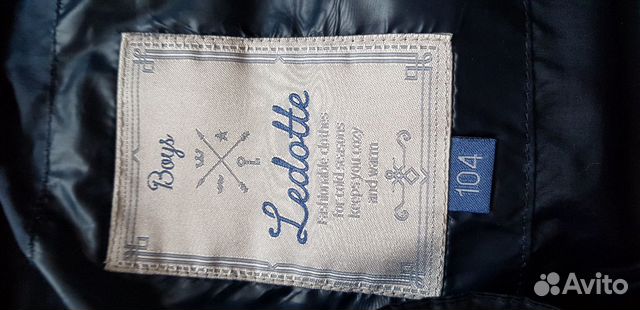 Boys
Ledotte
Fashionable clothes
for cold seasons
keeps you cozy
and warm
104
Avito